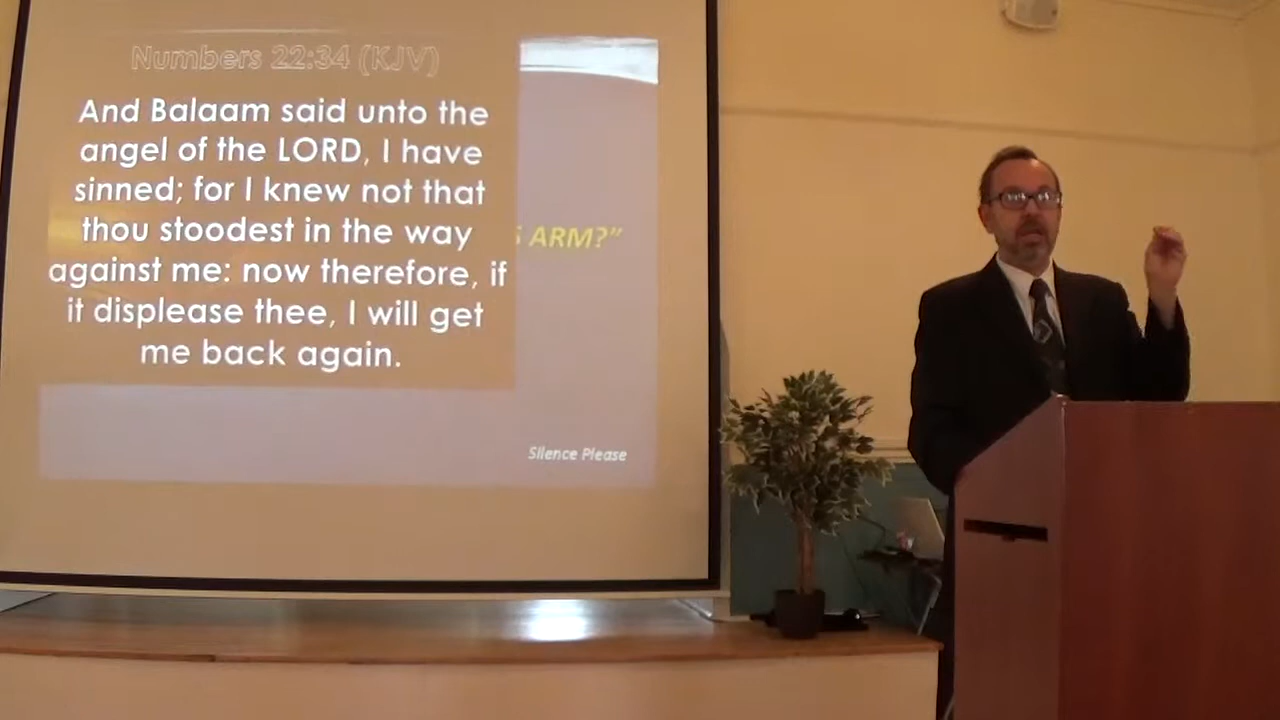 Numbers 22:34 (KJV)
And Balaam said unto the
angel of the LORD, I have
sinned; for I knew not that
thou stoodest in the way
against me: now therefore, if
it displease thee, I will get
me back again.
ARM?”
Silence Please